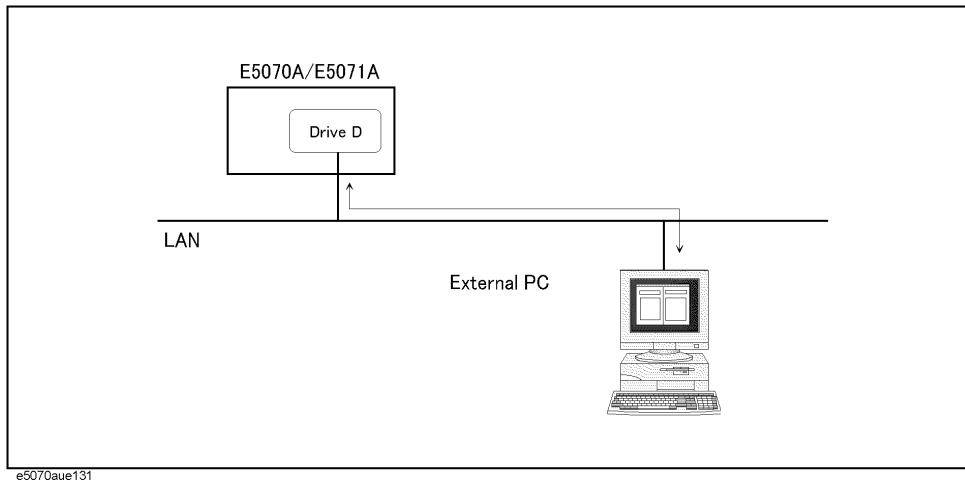 E5070A/E5071A
Drive D
LAN
External PC
e5070aue131